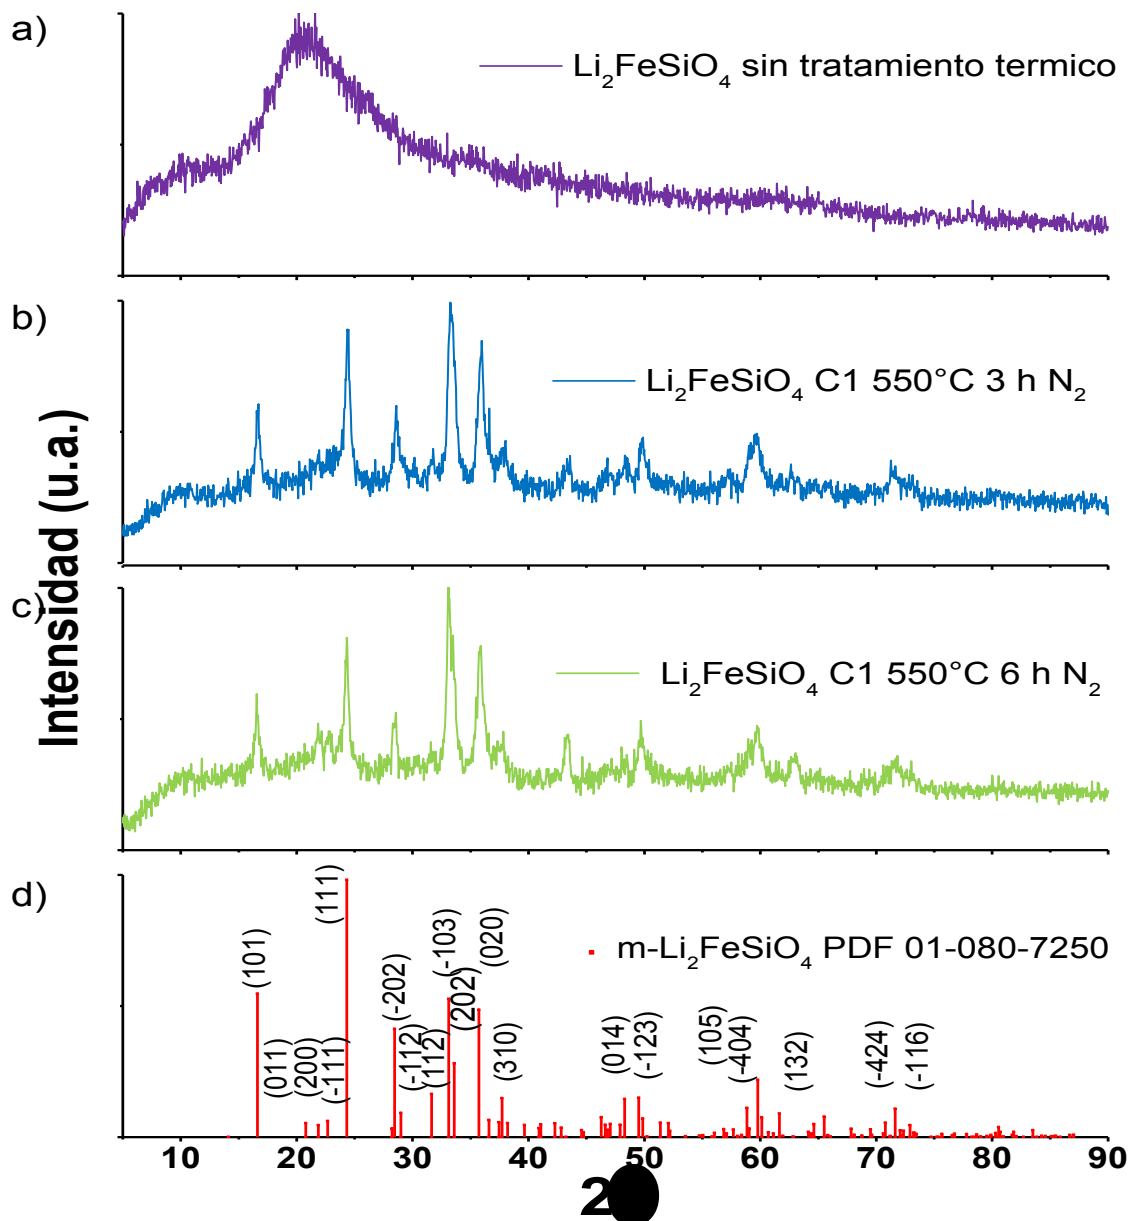 a)
Li₂FeSiO₄ sin tratamiento termico
b)
Li₂FeSiO₄ C1 550°C 3 h N₂
Intensidad (u.a.)
c)
Li₂FeSiO₄ C1 550°C 6 h N₂
d)
m-Li₂FeSiO₄ PDF 01-080-7250
(101)
(011)
(200)
(-111)
(111)
(-202)
(-112)
(112)
(-103)
(202)
(020)
(310)
(014)
(-123)
(105)
(-404)
(132)
(-424)
(-116)
10 20 30 40 50 60 70 80 90
2